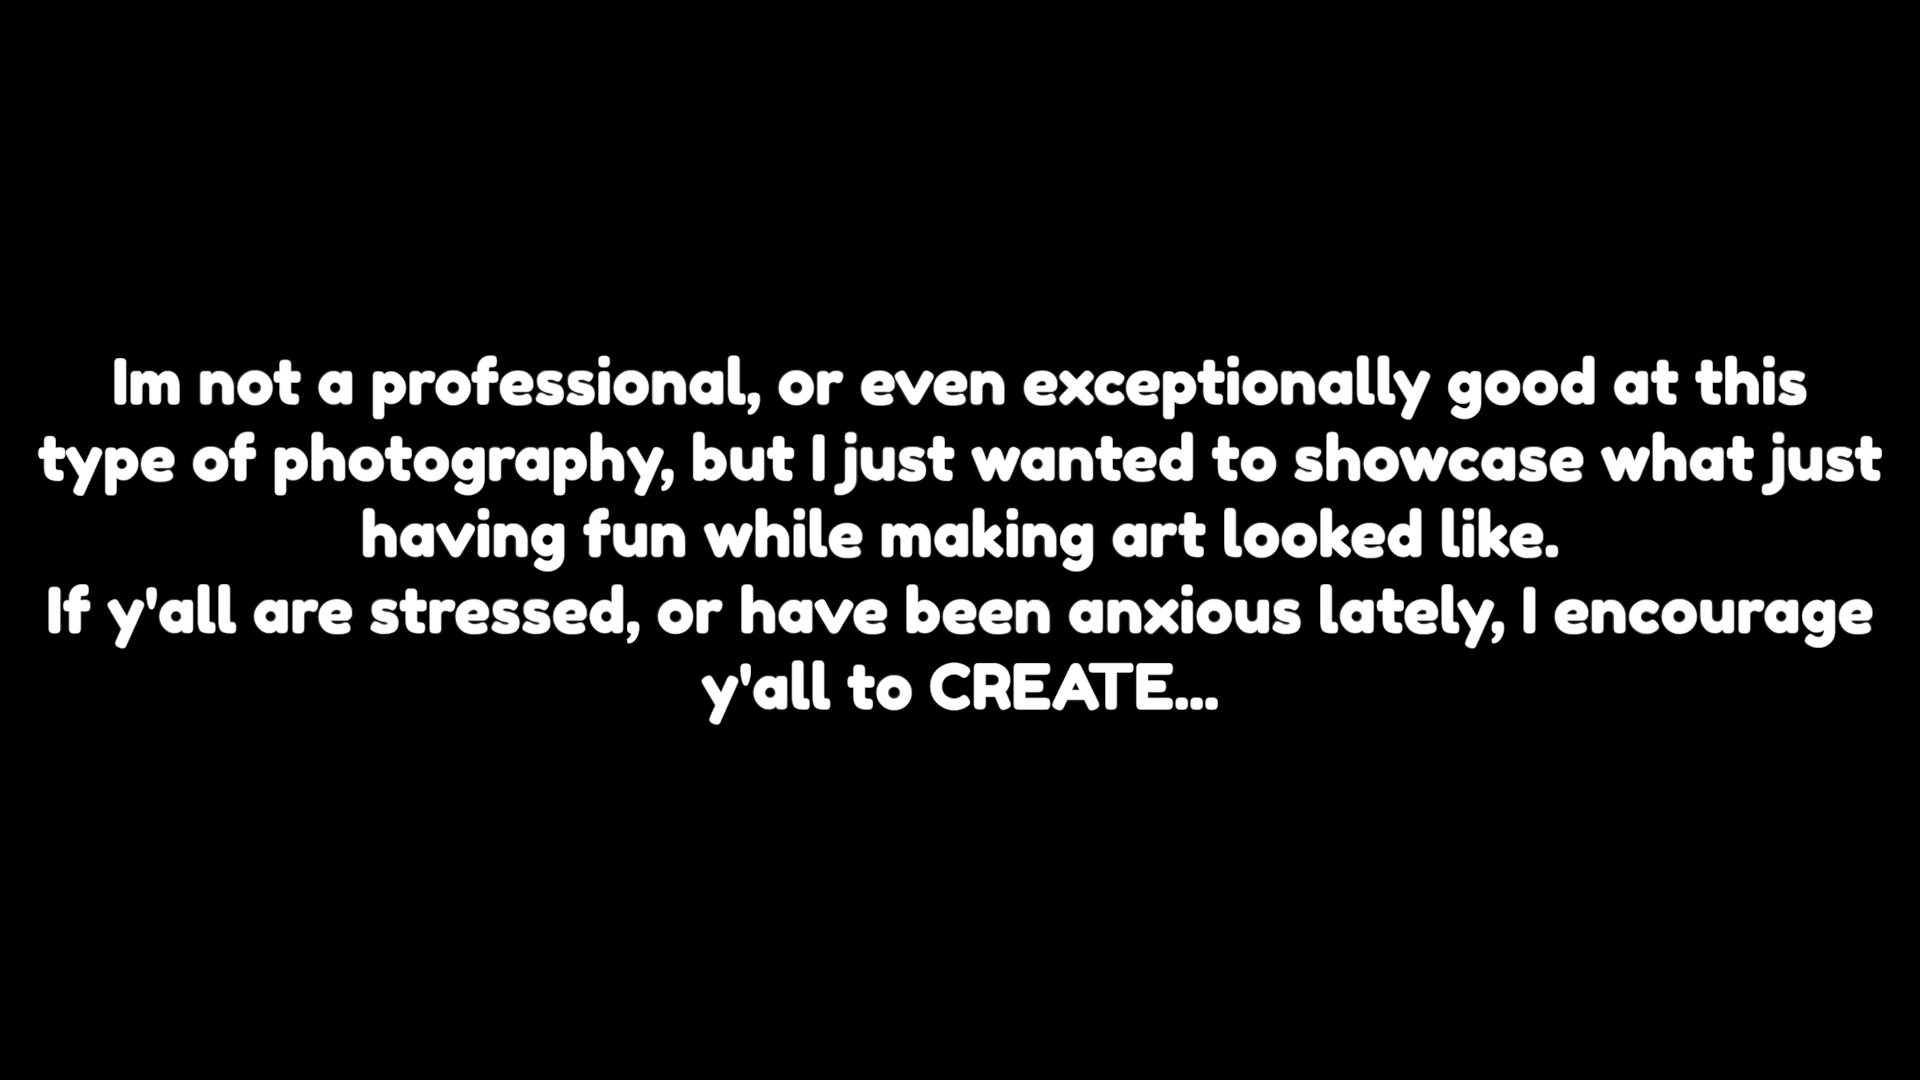 Im not a professional, or even exceptionally good at this
type of photography, but I just wanted to showcase what just
having fun while making art looked like.
If y'all are stressed, or have been anxious lately, I encourage
y'all to CREATE...